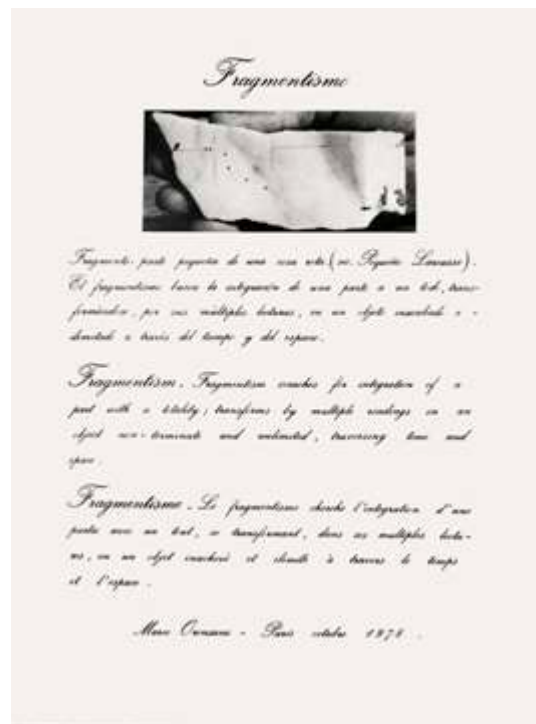 Fragmentismo
Fragmento. parte pequeña de una cosa rota (ver. Pequeño Larousse).
El fragmentismo busca la integración de una parte a un todo, trans-
formándose, por sus múltiples lecturas, en un objeto inacabado e i-
limitado a través del tiempo y del espacio.
Fragmentism. Fragmentism searches for integration of a
part with a totality, transforms by multiple readings in an
object non-terminate and unlimited, traversing time and
space.
Fragmentisme. Le fragmentisme cherche l'intégration d'une
partie avec un tout, se transformant, dans ses multiples lectu-
res, en un objet inachevé et illimité à travers le temps
et l'espace.
Paris octobre 1978.